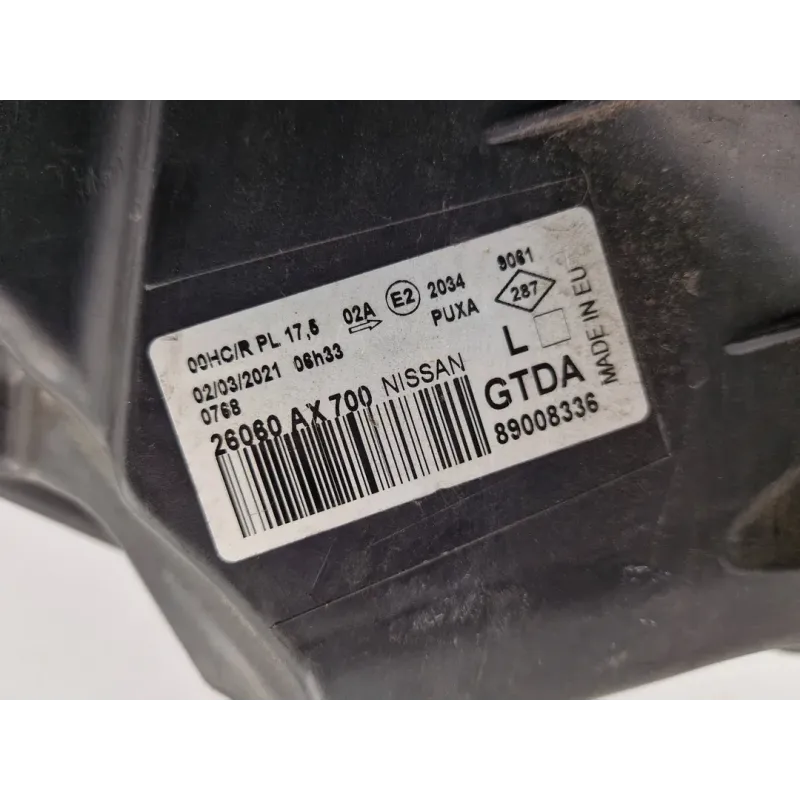 00HC/R PL 17,5 02A E2 2034 9061
02/03/2021 06h33 PUXA 287
0768 L
26060 AX700 NISSAN GTDA
89008336
MADE IN EU